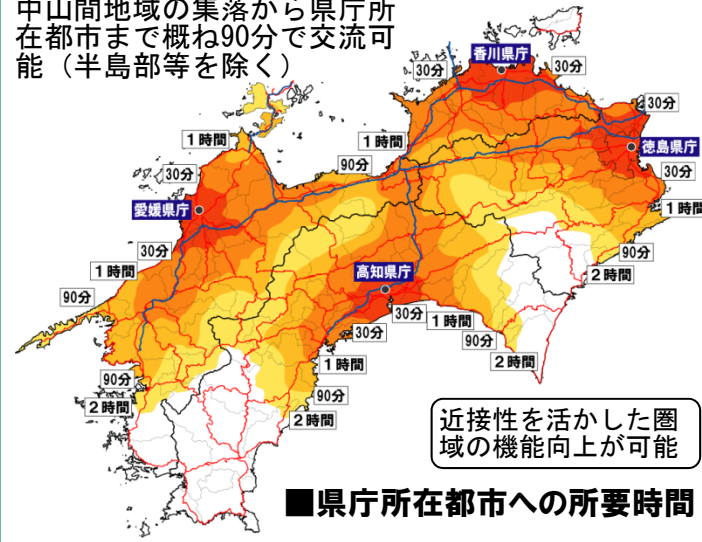 中山間地域の集落から県庁所
在都市まで概ね90分で交流可
能（半島部等を除く）
香川県庁
30分
30分
30分
1時間
1時間
90分
徳島県庁
30分
30分
愛媛県庁
1時間
30分
90分
1時間
2時間
高知県庁
90分
30分
1時間
30分
90分
1時間
2時間
90分
90分
2時間
2時間
近接性を活かした圏
域の機能向上が可能
■県庁所在都市への所要時間